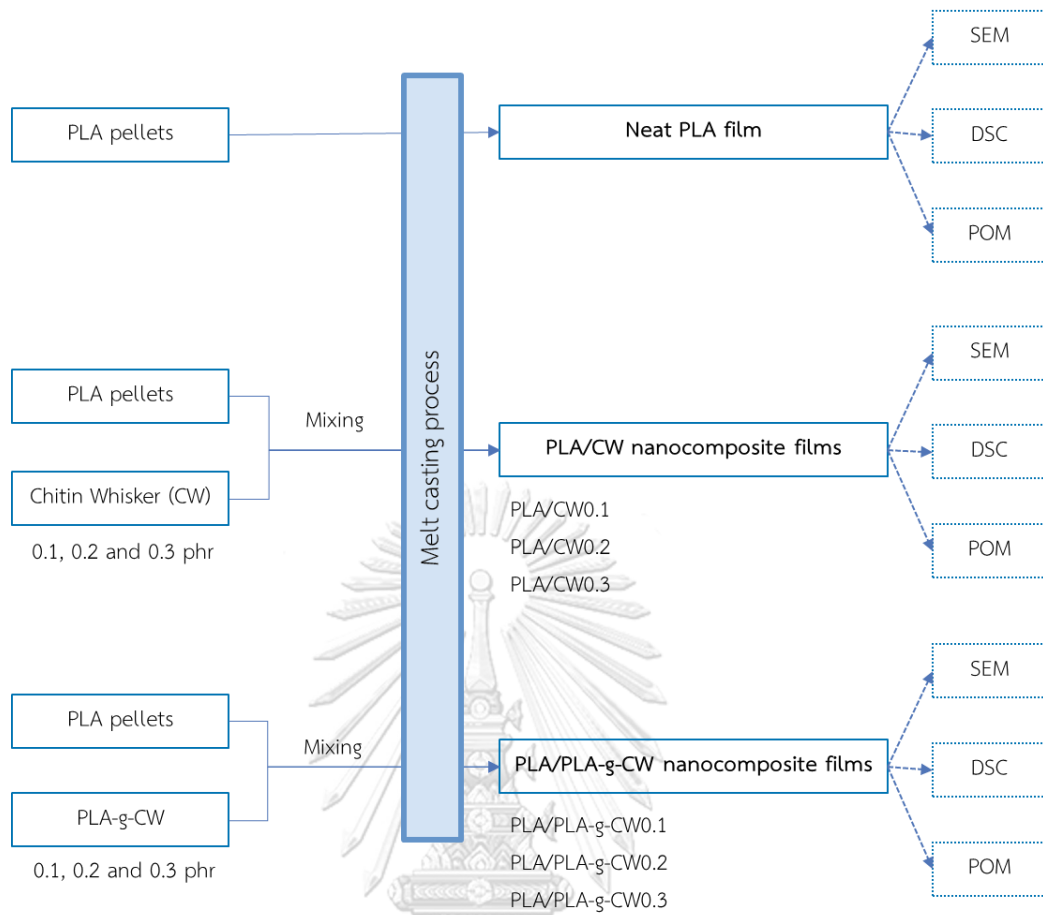 SEM
PLA pellets
Neat PLA film
DSC
POM
SEM
PLA pellets
Mixing
Melt casting process
PLA/CW nanocomposite films
DSC
Chitin Whisker (CW)
0.1, 0.2 and 0.3 phr
PLA/CW0.1
PLA/CW0.2
PLA/CW0.3
POM
SEM
PLA pellets
Mixing
PLA/PLA-g-CW nanocomposite films
DSC
PLA-g-CW
0.1, 0.2 and 0.3 phr
PLA/PLA-g-CW0.1
PLA/PLA-g-CW0.2
PLA/PLA-g-CW0.3
POM